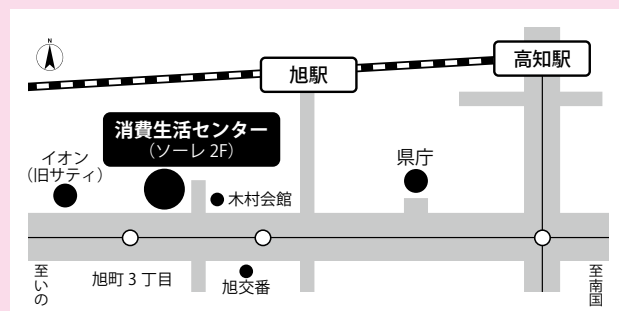 N
高知駅
旭駅
消費生活センター
（ソーレ 2F）
イオン
（旧サティ）
県庁
木村会館
旭町 3 丁目
旭交番
至いの
至南国